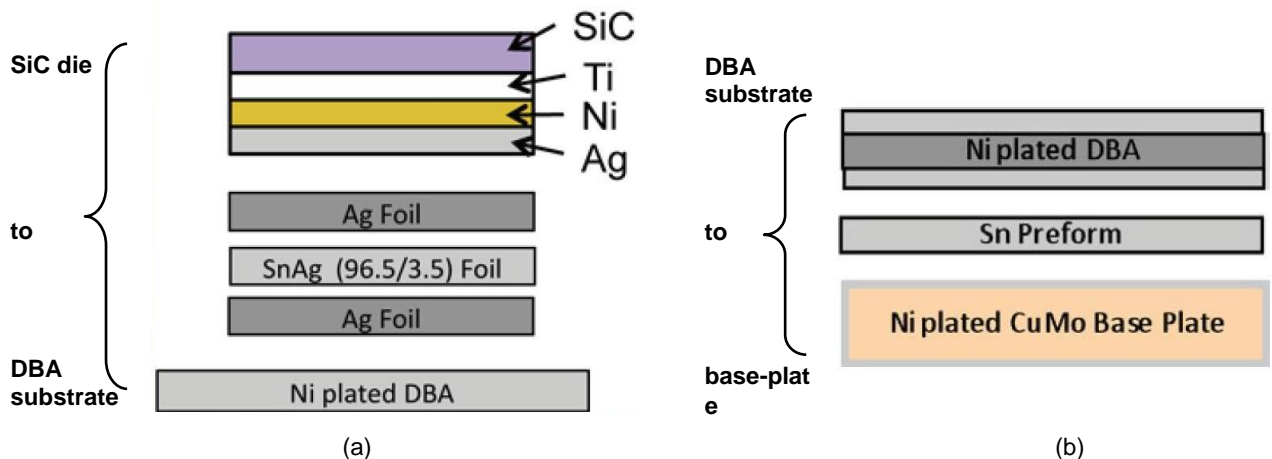 SiC die
to
DBA
substrate
SiC
Ti
Ni
Ag
Ag Foil
SnAg (96.5/3.5) Foil
Ag Foil
Ni plated DBA
(a)
DBA
substrate
to
base-plat
e
Ni plated DBA
Sn Preform
Ni plated CuMo Base Plate
(b)